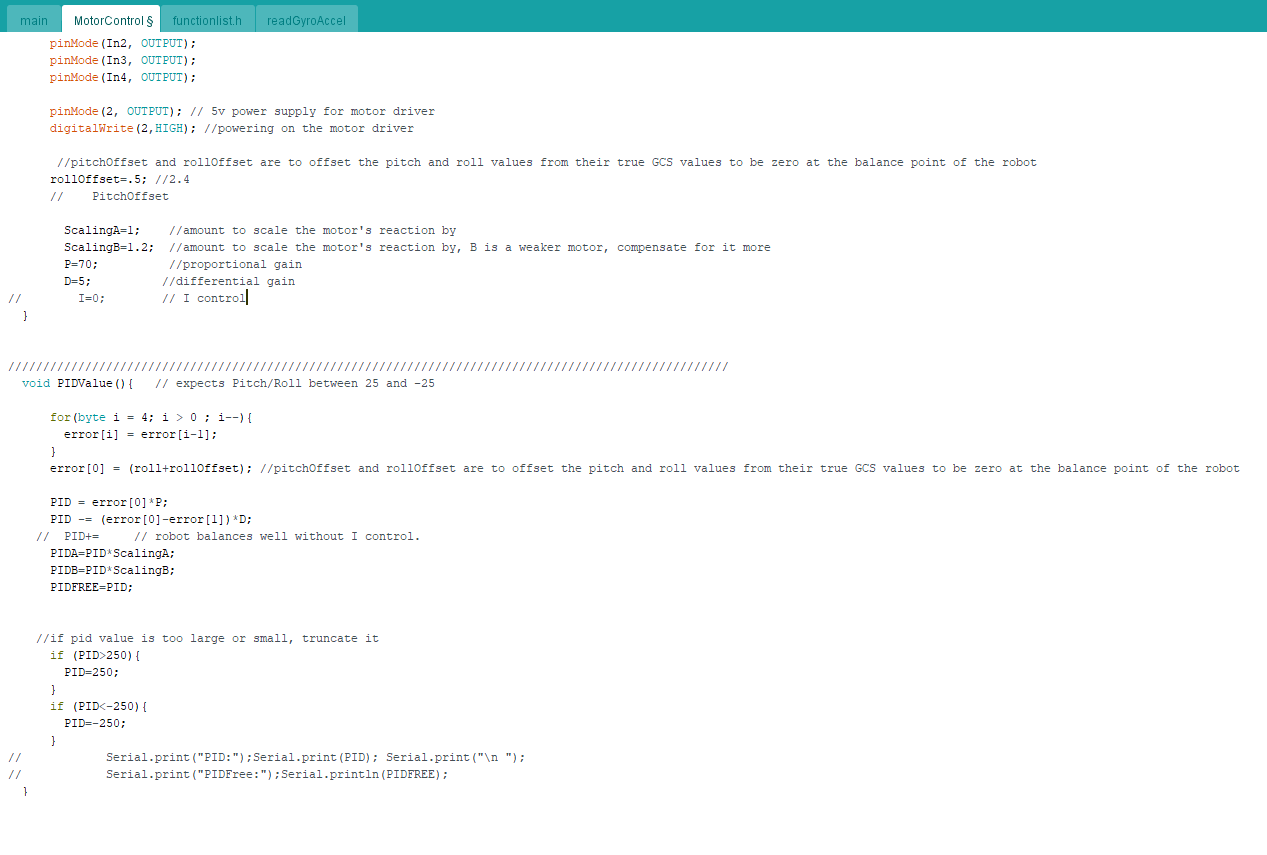 main MotorControl § functionlist.h readGyroAccel
pinMode(In2, OUTPUT);
pinMode(In3, OUTPUT);
pinMode(In4, OUTPUT);
pinMode(2, OUTPUT); // 5v power supply for motor driver
digitalWrite(2,HIGH); //powering on the motor driver
//pitchOffset and rollOffset are to offset the pitch and roll values from their true GCS values to be zero at the balance point of the robot
rollOffset=.5; //2.4
// PitchOffset
ScalingA=1; //amount to scale the motor's reaction by
ScalingB=1.2; //amount to scale the motor's reaction by, B is a weaker motor, compensate for it more
P=70; //proportional gain
D=5; //differential gain
// I=0; // I control
}
///////////////////////////////////////////////////////////////////////////////////////////////////////
void PIDValue(){ // expects Pitch/Roll between 25 and -25
for(byte i = 4; i > 0 ; i--){
error[i] = error[i-1];
}
error[0] = (roll+rollOffset); //pitchOffset and rollOffset are to offset the pitch and roll values from their true GCS values to be zero at the balance point of the robot
PID = error[0]*P;
PID -= (error[0]-error[1])*D;
// PID+= // robot balances well without I control.
PIDA=PID*ScalingA;
PIDB=PID*ScalingB;
PIDFREE=PID;
//if pid value is too large or small, truncate it
if (PID>250){
PID=250;
}
if (PID<-250){
PID=-250;
}
// Serial.print("PID:");Serial.print(PID); Serial.print("\n ");
// Serial.print("PIDFree:");Serial.println(PIDFREE);
}